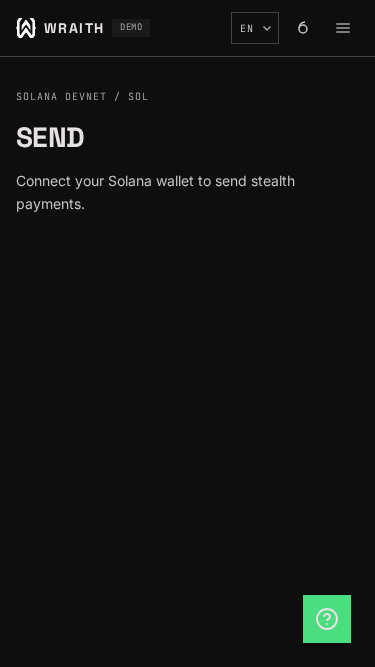 WRAITH
DEMO
EN
SOLANA DEVNET / SOL
SEND
Connect your Solana wallet to send stealth
payments.